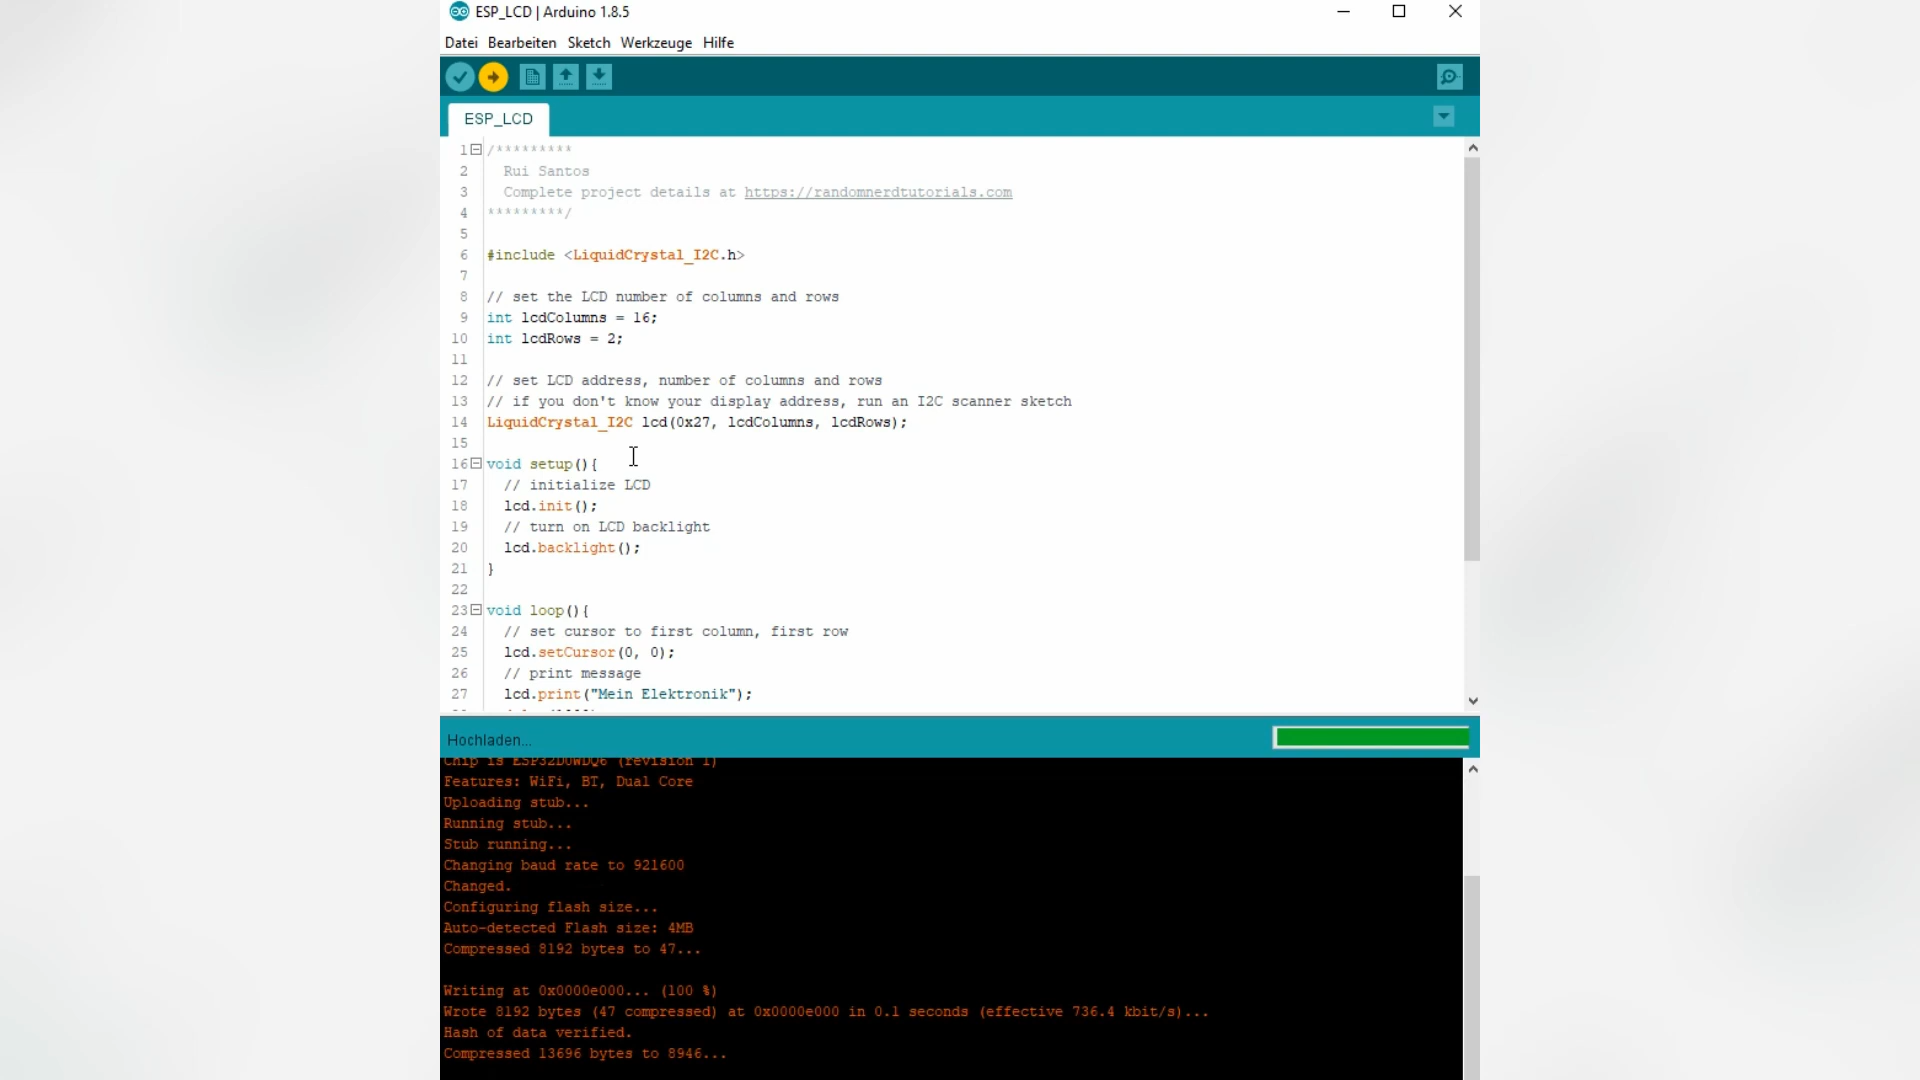 ESP_LCD | Arduino 1.8.5
Datei Bearbeiten Sketch Werkzeuge Hilfe
ESP_LCD
1 /*********
2 Rui Santos
3 Complete project details at https://randomnerdtutorials.com
4 *********/
5
6 #include <LiquidCrystal_I2C.h>
7
8 // set the LCD number of columns and rows
9 int lcdColumns = 16;
10 int lcdRows = 2;
11
12 // set LCD address, number of columns and rows
13 // if you don't know your display address, run an I2C scanner sketch
14 LiquidCrystal_I2C lcd(0x27, lcdColumns, lcdRows);
15
16 void setup(){
17 // initialize LCD
18 lcd.init();
19 // turn on LCD backlight
20 lcd.backlight();
21 }
22
23 void loop(){
24 // set cursor to first column, first row
25 lcd.setCursor(0, 0);
26 // print message
27 lcd.print("Mein Elektronik");
Hochladen...
Chip is ESP32D0WDQ6 (revision 1)
Features: WiFi, BT, Dual Core
Uploading stub...
Running stub...
Stub running...
Changing baud rate to 921600
Changed.
Configuring flash size...
Auto-detected Flash size: 4MB
Compressed 8192 bytes to 47...
Writing at 0x0000e000... (100 %)
Wrote 8192 bytes (47 compressed) at 0x0000e000 in 0.1 seconds (effective 736.4 kbit/s)...
Hash of data verified.
Compressed 13696 bytes to 8946...